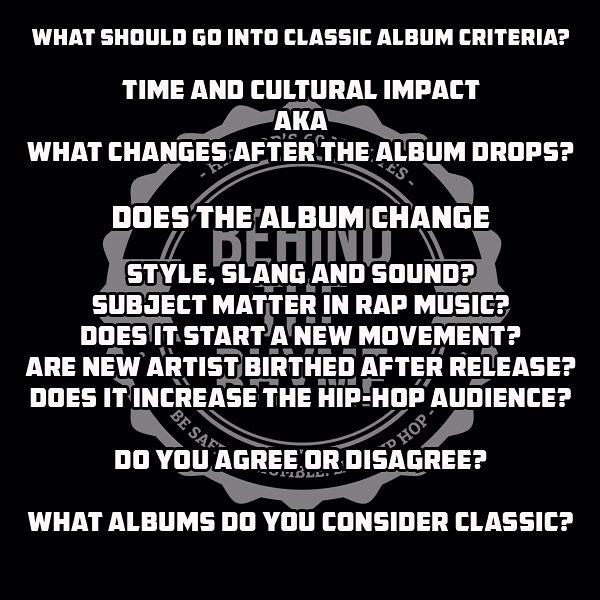 WHAT SHOULD GO INTO CLASSIC ALBUM CRITERIA?
TIME AND CULTURAL IMPACT
AKA
WHAT CHANGES AFTER THE ALBUM DROPS?
DOES THE ALBUM CHANGE
STYLE, SLANG AND SOUND?
SUBJECT MATTER IN RAP MUSIC?
DOES IT START A NEW MOVEMENT?
ARE NEW ARTIST BIRTHED AFTER RELEASE?
DOES IT INCREASE THE HIP-HOP AUDIENCE?
DO YOU AGREE OR DISAGREE?
WHAT ALBUMS DO YOU CONSIDER CLASSIC?
BEHIND
THE
RHYME